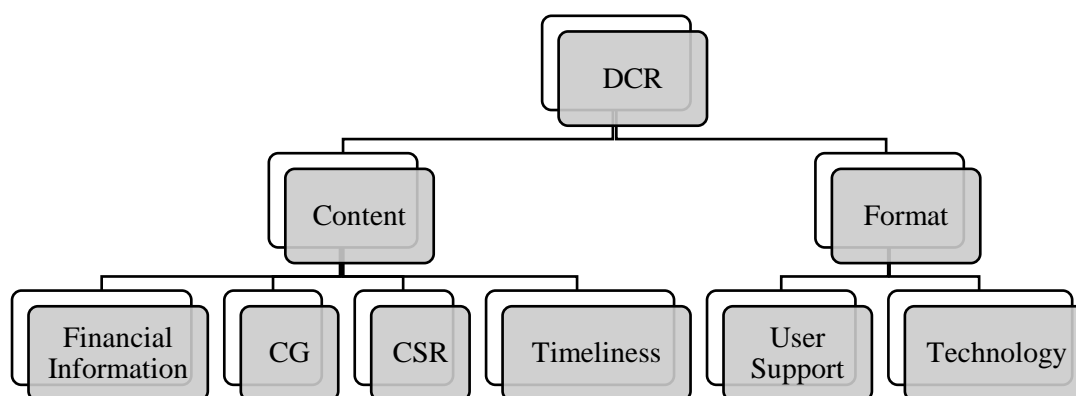 DCR
Content
Format
Financial
Information
CG
CSR
Timeliness
User
Support
Technology